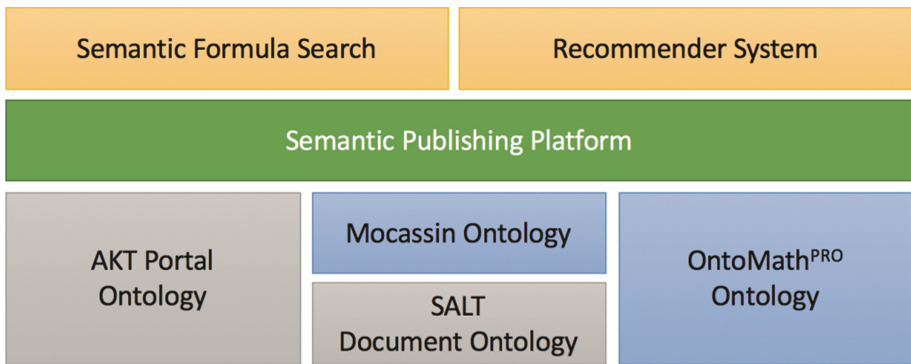 Semantic Formula Search
Recommender System
Semantic Publishing Platform
AKT Portal
Ontology
Mocassin Ontology
SALT
Document Ontology
OntoMathPRO
Ontology